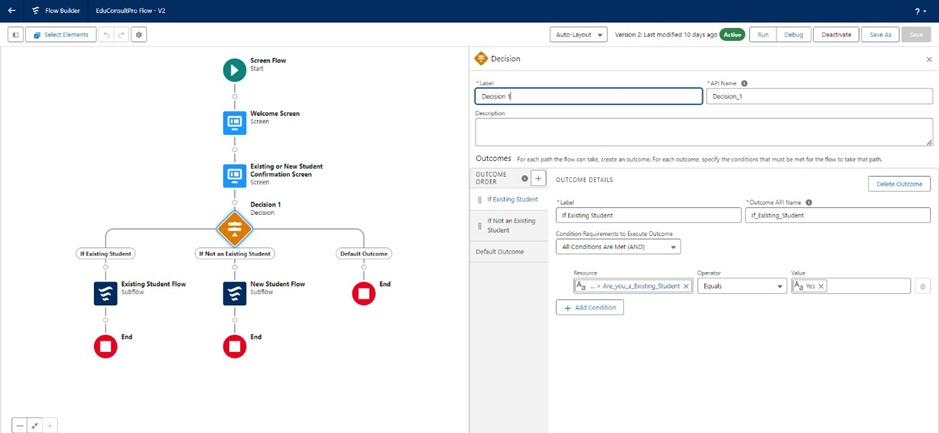 Flow Builder
EduConsultPro Flow - V2
?
Select Elements
Auto-Layout
Version 2: Last modified 10 days ago
Active
Run
Debug
Deactivate
Save As
Save
Screen Flow
Start
Welcome Screen
Screen
Existing or New Student
Confirmation Screen
Screen
Decision 1
Decision
If Existing Student
If Not an Existing Student
Default Outcome
Existing Student Flow
Subflow
New Student Flow
Subflow
End
End
End
Decision
* Label
Decision 1
* API Name
Decision_1
Description
Outcomes
For each path the flow can take, create an outcome. For each outcome, specify the conditions that must be met for the flow to take that path.
OUTCOME
ORDER
If Existing Student
If Not an Existing
Student
Default Outcome
OUTCOME DETAILS
Delete Outcome
* Label
If Existing Student
* Outcome API Name
If_Existing_Student
Condition Requirements to Execute Outcome
All Conditions Are Met (AND)
Resource
Aa ... > Are_you_a_Existing_Student
Operator
Equals
Value
Aa Yes
+ Add Condition